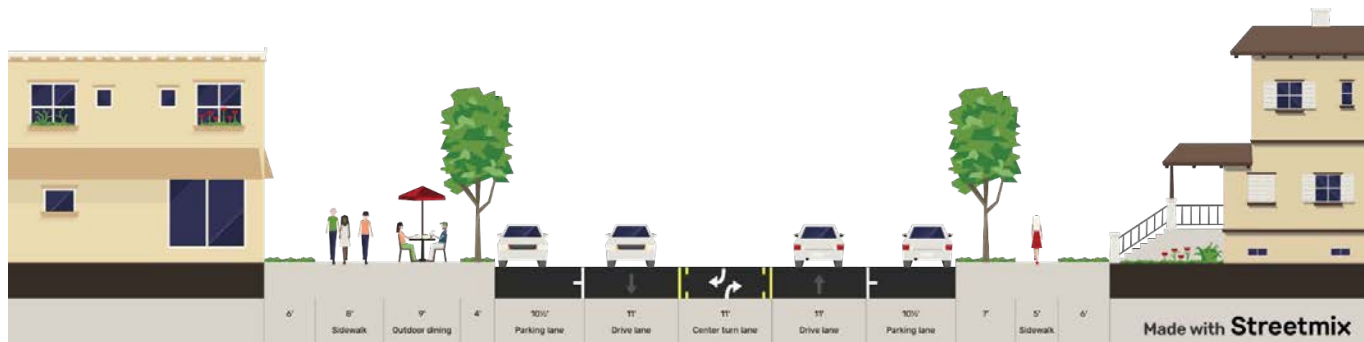 6' 8' 9' 4' 10½' 11' 11' 11' 10½' 7' 5' 6'
Sidewalk Outdoor dining Parking lane Drive lane Center turn lane Drive lane Parking lane Sidewalk
Made with Streetmix